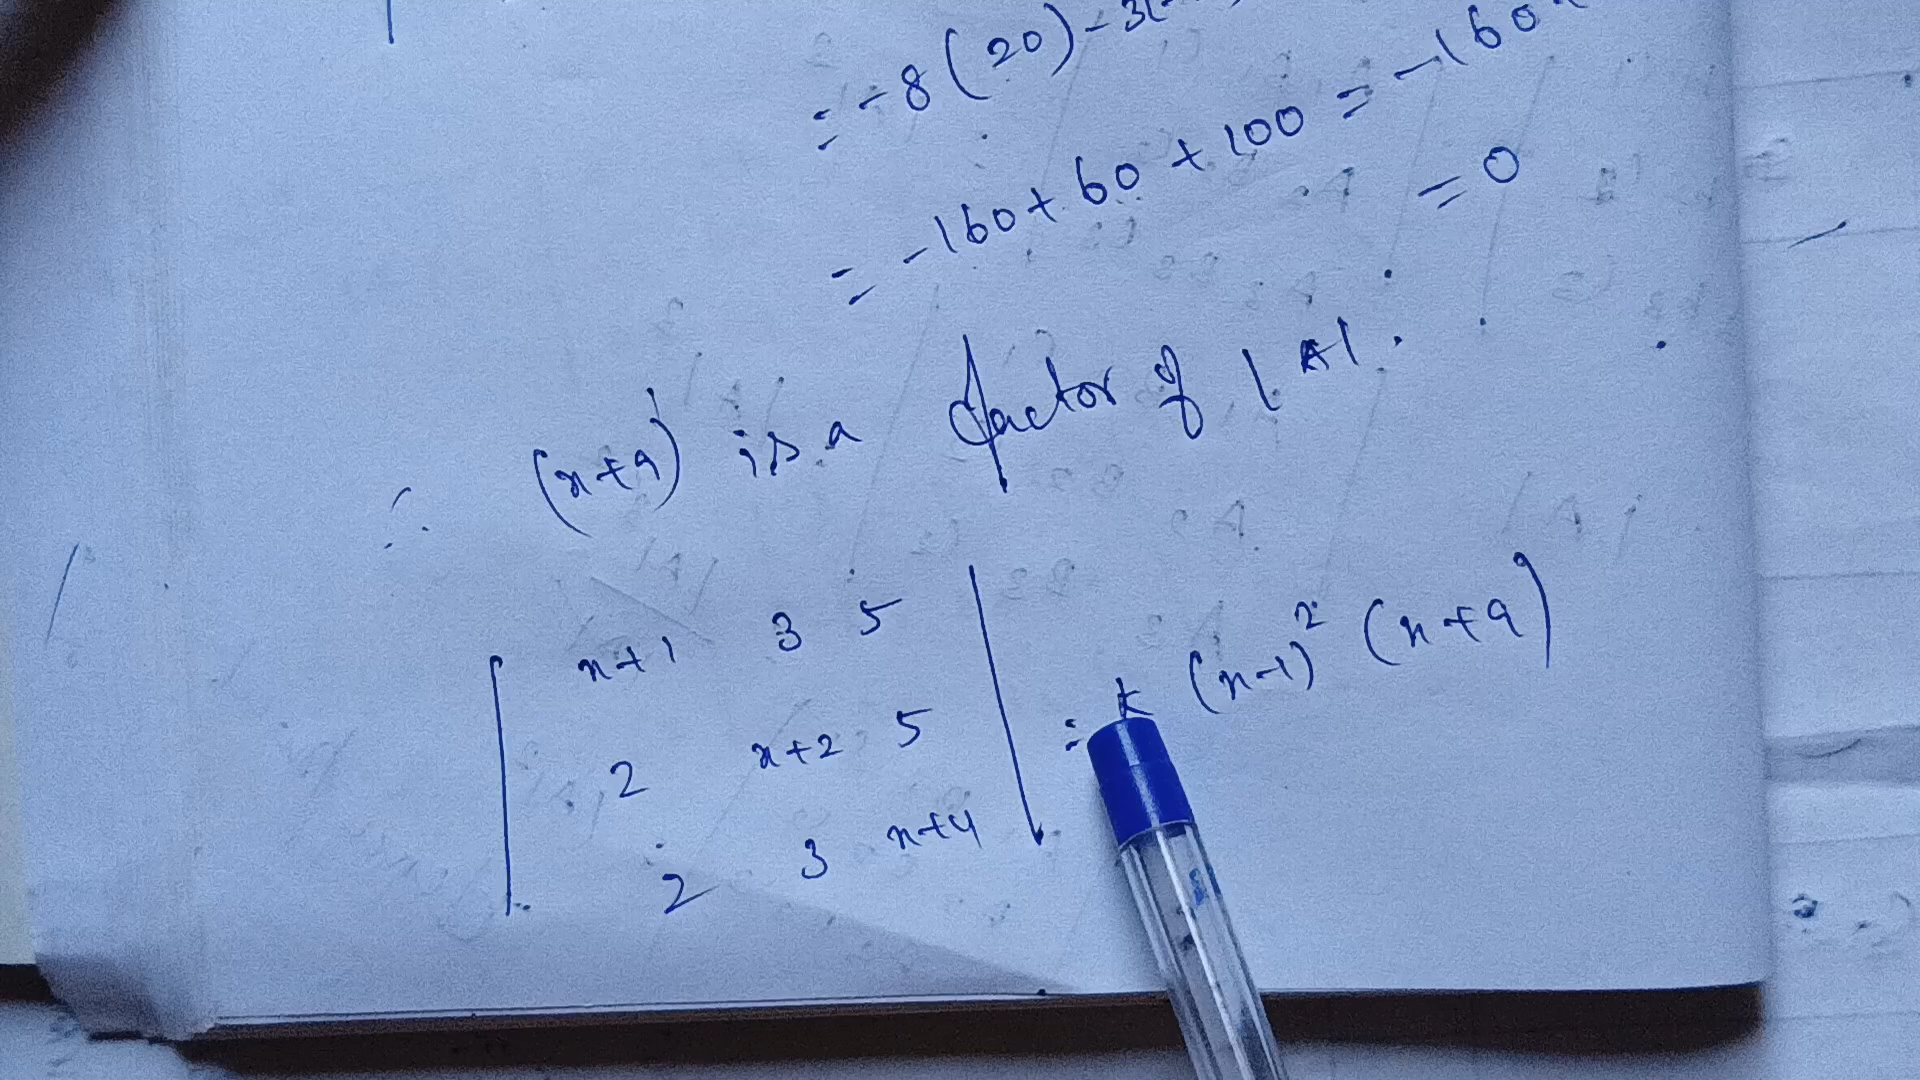 = -8(20) - 3(
= -160 + 60 + 100 = -160
= 0
∴ (x+9) is a factor of |A|.
| x+1 3 5 |
| 2 x+2 5 | = k (x-1)² (x+9)
| 2 3 x+4 |